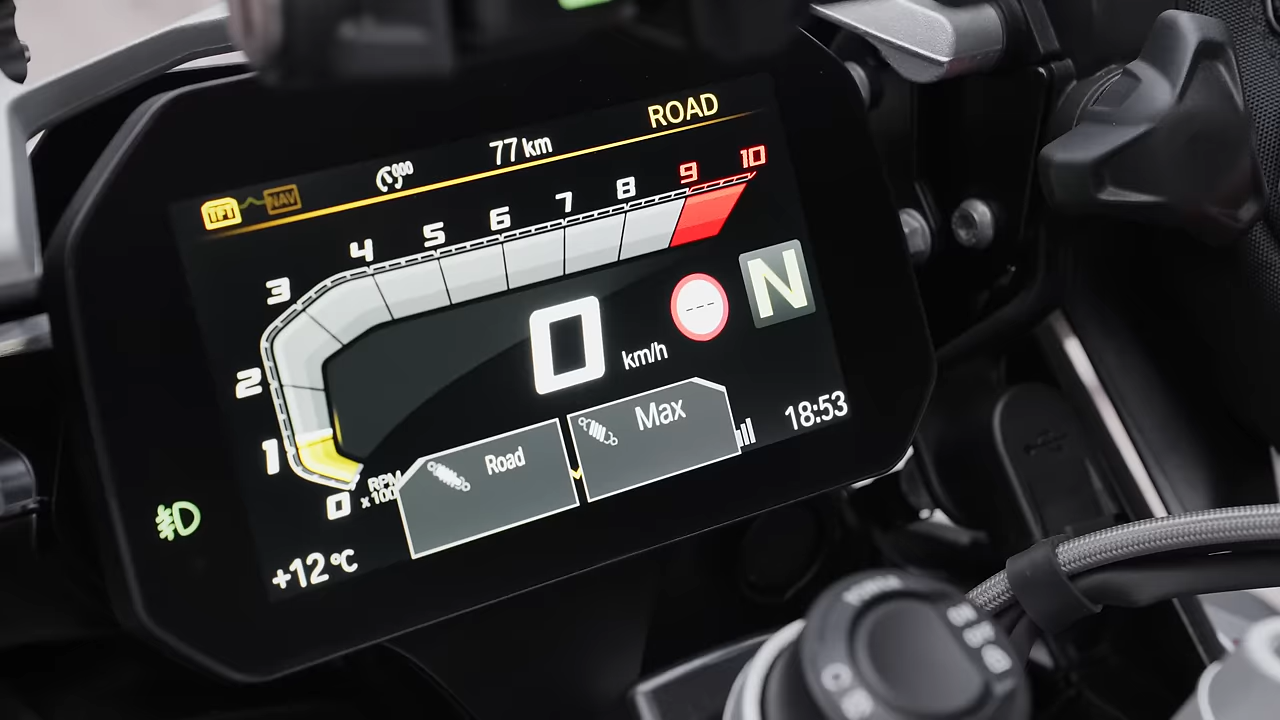 ROAD
77 km
TFT NAV
3 4 5 6 7 8 9 10
2
1
0
RPM
x100
0 km/h
---
N
Road
Max
18:53
+12 °C